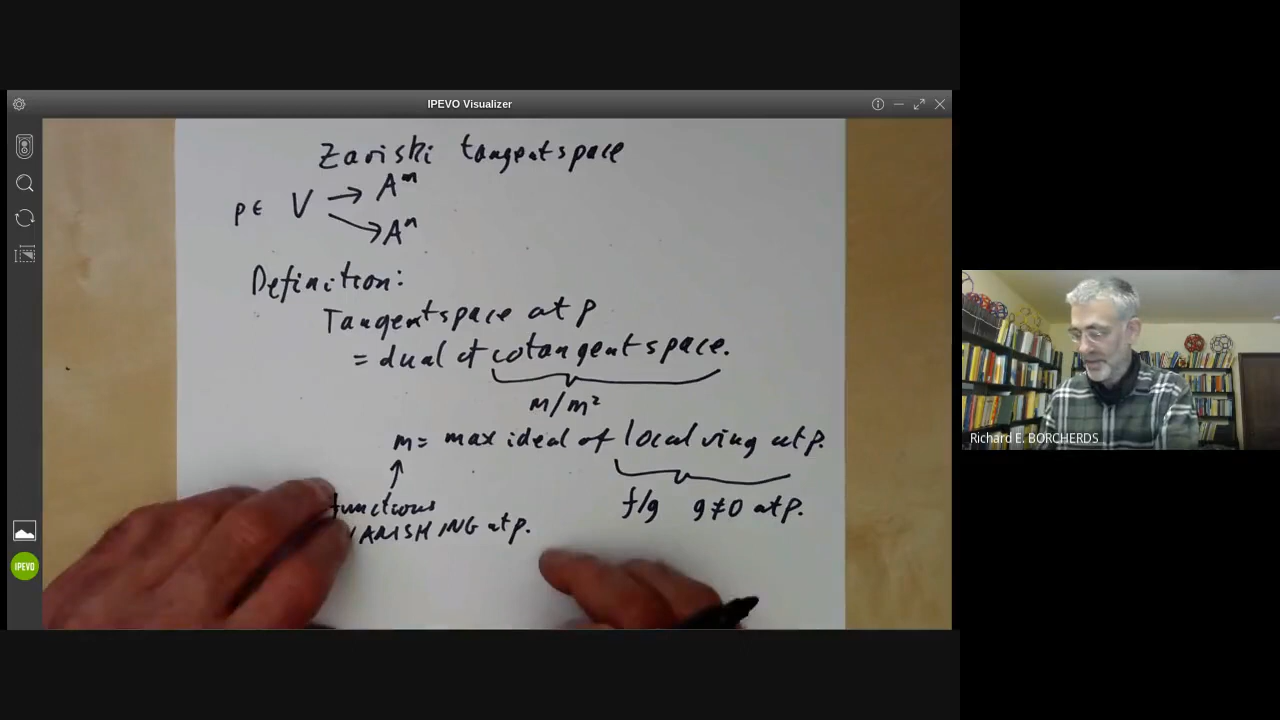 IPEVO Visualizer
Zariski tangent space
p ∈ V → A^m
→ A^n
Definition:
Tangent space at p
= dual of cotangent space.
m/m²
m = max ideal of local ring at p.
functions
VANISHING at p.
f/g g≠0 at p.
IPEVO
Richard E. BORCHERDS